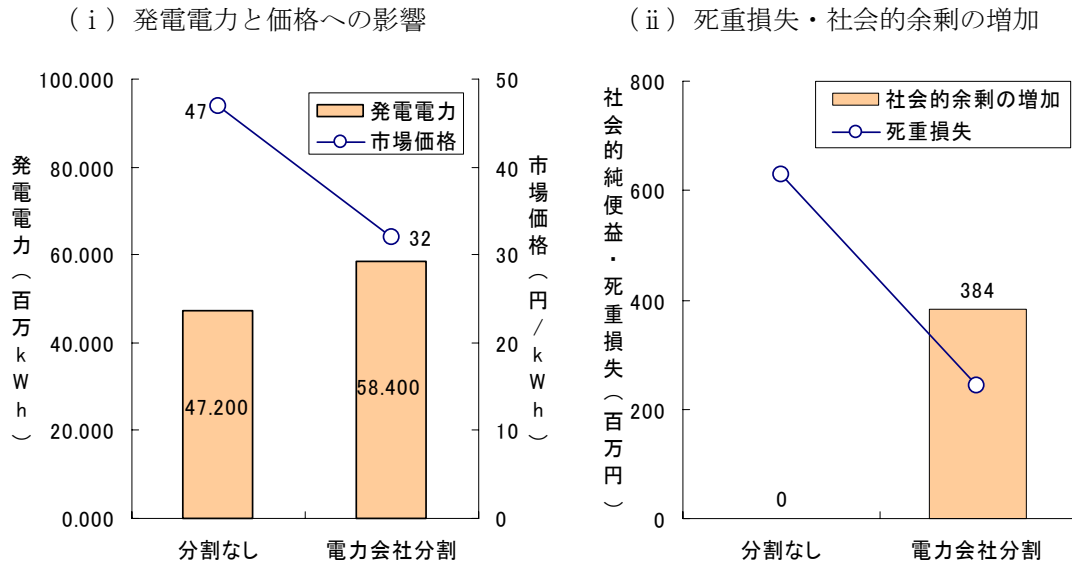 （ⅰ）発電電力と価格への影響
発電電力（百万kWh）
100.000
80.000
60.000
40.000
20.000
0.000
47
32
47.200
58.400
発電電力
市場価格
50
40
30
20
10
0
市場価格（円/kWh）
分割なし
電力会社分割
（ⅱ）死重損失・社会的余剰の増加
社会的純便益・死重損失（百万円）
800
600
400
200
0
社会的余剰の増加
死重損失
384
0
分割なし
電力会社分割